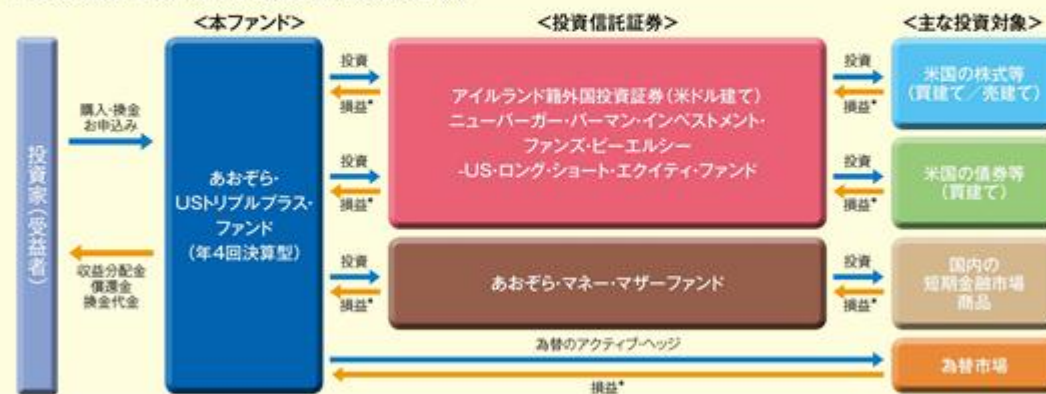 <本ファンド>
<投資信託証券>
<主な投資対象>
投資家(受益者)
購入・換金
お申込み
収益分配金
償還金
換金代金
あおぞら・
USトリプルプラス・
ファンド
(年4回決算型)
投資
損益*
投資
損益*
投資
損益*
アイルランド籍外国投資証券(米ドル建て)
ニューバーガー・バーマン・インベストメント・
ファンズ・ピーエルシー
-US・ロング・ショート・エクイティ・ファンド
あおぞら・マネー・マザーファンド
投資
損益*
投資
損益*
投資
損益*
米国の株式等
(買建て/売建て)
米国の債券等
(買建て)
国内の
短期金融市場
商品
為替のアクティブ・ヘッジ
損益*
為替市場